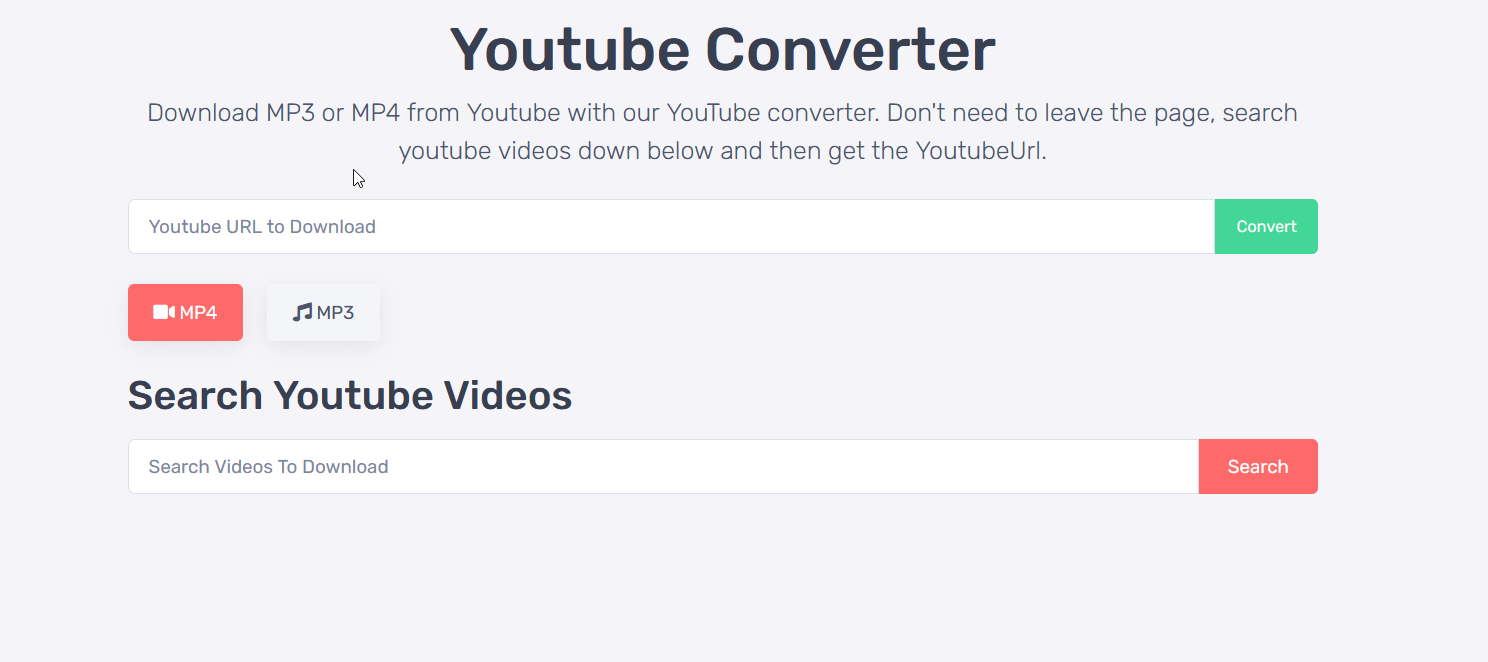 Youtube Converter
Download MP3 or MP4 from Youtube with our YouTube converter. Don't need to leave the page, search
youtube videos down below and then get the YoutubeUrl.
Youtube URL to Download
Convert
MP4
MP3
Search Youtube Videos
Search Videos To Download
Search